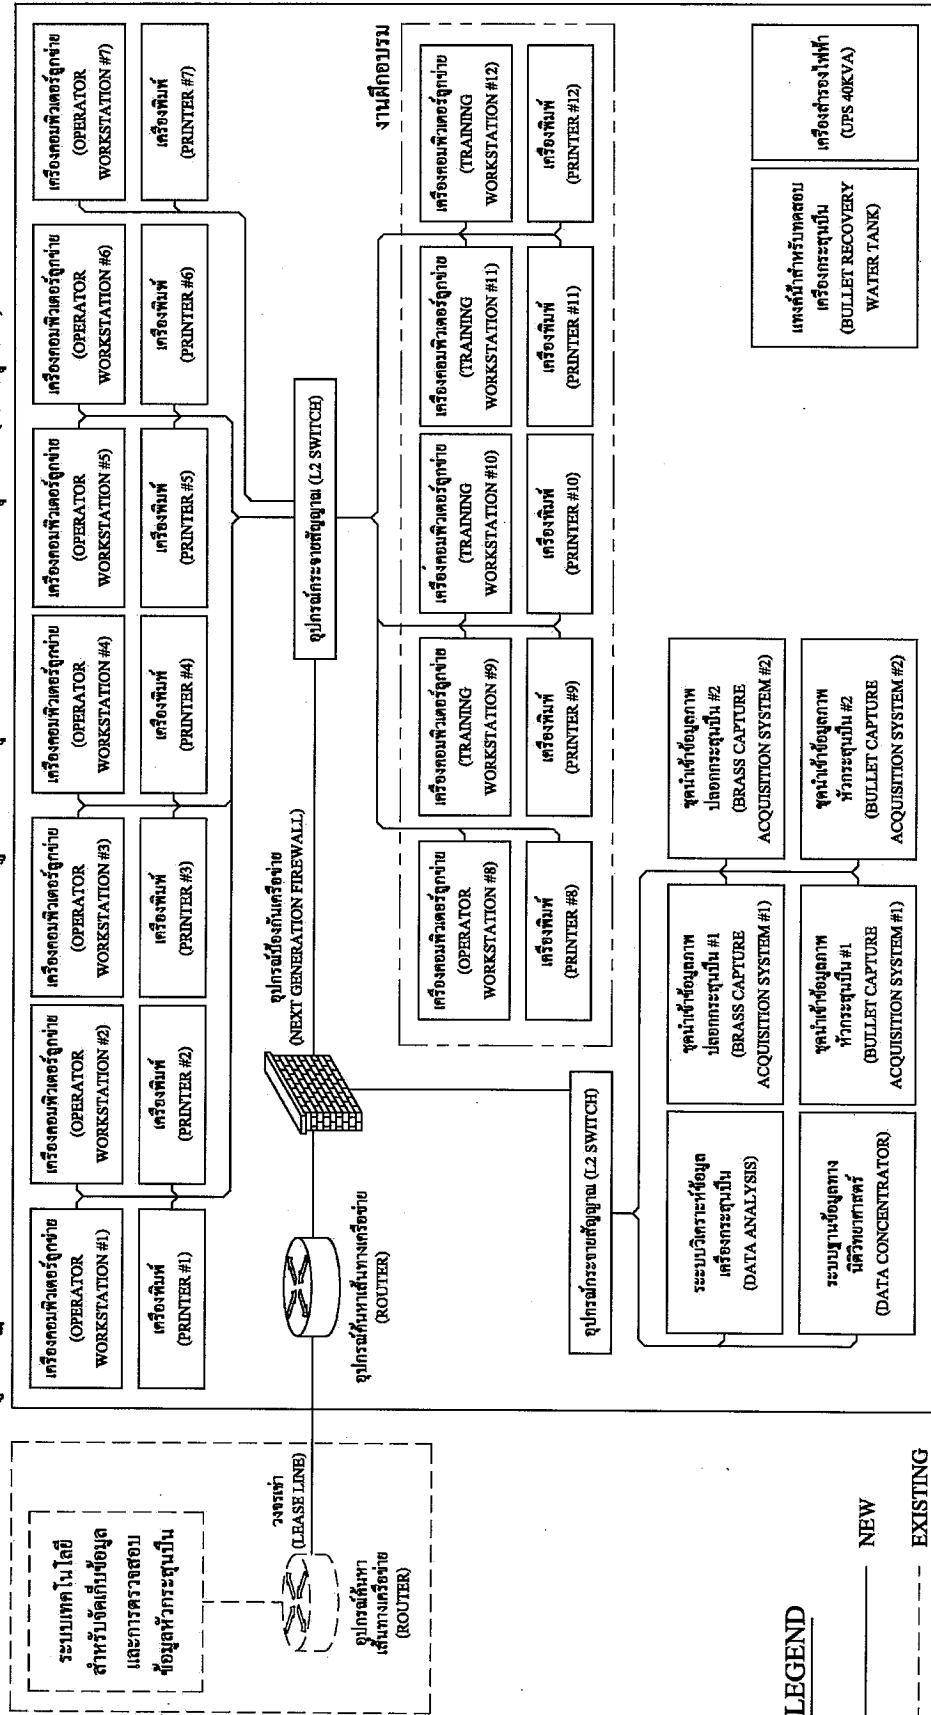 ระบบเทคโนโลยี
สำหรับจัดเก็บข้อมูล
และการตรวจสอบ
ข้อมูลหัวกระสุนปืน
อุปกรณ์ค้นหา
เส้นทางเครือข่าย
(ROUTER)
วงจรเช่า
(LEASE LINE)
เครื่องคอมพิวเตอร์ลูกข่าย
(OPERATOR
WORKSTATION #1)
เครื่องพิมพ์
(PRINTER #1)
เครื่องคอมพิวเตอร์ลูกข่าย
(OPERATOR
WORKSTATION #2)
เครื่องพิมพ์
(PRINTER #2)
เครื่องคอมพิวเตอร์ลูกข่าย
(OPERATOR
WORKSTATION #3)
เครื่องพิมพ์
(PRINTER #3)
เครื่องคอมพิวเตอร์ลูกข่าย
(OPERATOR
WORKSTATION #4)
เครื่องพิมพ์
(PRINTER #4)
เครื่องคอมพิวเตอร์ลูกข่าย
(OPERATOR
WORKSTATION #5)
เครื่องพิมพ์
(PRINTER #5)
เครื่องคอมพิวเตอร์ลูกข่าย
(OPERATOR
WORKSTATION #6)
เครื่องพิมพ์
(PRINTER #6)
เครื่องคอมพิวเตอร์ลูกข่าย
(OPERATOR
WORKSTATION #7)
เครื่องพิมพ์
(PRINTER #7)
อุปกรณ์ค้นหาเส้นทางเครือข่าย
(ROUTER)
อุปกรณ์ป้องกันเครือข่าย
(NEXT GENERATION FIREWALL)
อุปกรณ์กระจายสัญญาณ (L2 SWITCH)
งานฝึกอบรม
เครื่องคอมพิวเตอร์ลูกข่าย
(OPERATOR
WORKSTATION #8)
เครื่องพิมพ์
(PRINTER #8)
เครื่องคอมพิวเตอร์ลูกข่าย
(TRAINING
WORKSTATION #9)
เครื่องพิมพ์
(PRINTER #9)
เครื่องคอมพิวเตอร์ลูกข่าย
(TRAINING
WORKSTATION #10)
เครื่องพิมพ์
(PRINTER #10)
เครื่องคอมพิวเตอร์ลูกข่าย
(TRAINING
WORKSTATION #11)
เครื่องพิมพ์
(PRINTER #11)
เครื่องคอมพิวเตอร์ลูกข่าย
(TRAINING
WORKSTATION #12)
เครื่องพิมพ์
(PRINTER #12)
อุปกรณ์กระจายสัญญาณ (L2 SWITCH)
ระบบวิเคราะห์ข้อมูล
เครื่องกระสุนปืน
(DATA ANALYSIS)
ชุดนำเข้าข้อมูลภาพ
ปลอกกระสุนปืน #1
(BRASS CAPTURE
ACQUISITION SYSTEM #1)
ชุดนำเข้าข้อมูลภาพ
ปลอกกระสุนปืน #2
(BRASS CAPTURE
ACQUISITION SYSTEM #2)
ระบบฐานข้อมูลทาง
นิติวิทยาศาสตร์
(DATA CONCENTRATOR)
ชุดนำเข้าข้อมูลภาพ
หัวกระสุนปืน #1
(BULLET CAPTURE
ACQUISITION SYSTEM #1)
ชุดนำเข้าข้อมูลภาพ
หัวกระสุนปืน #2
(BULLET CAPTURE
ACQUISITION SYSTEM #2)
แทงค์น้ำสำหรับทดสอบ
เครื่องกระสุนปืน
(BULLET RECOVERY
WATER TANK)
เครื่องสำรองไฟฟ้า
(UPS 40KVA)
LEGEND
NEW
EXISTING